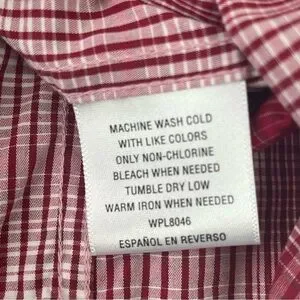 MACHINE WASH COLD
WITH LIKE COLORS
ONLY NON-CHLORINE
BLEACH WHEN NEEDED
TUMBLE DRY LOW
WARM IRON WHEN NEEDED
WPL8046
ESPAÑOL EN REVERSO